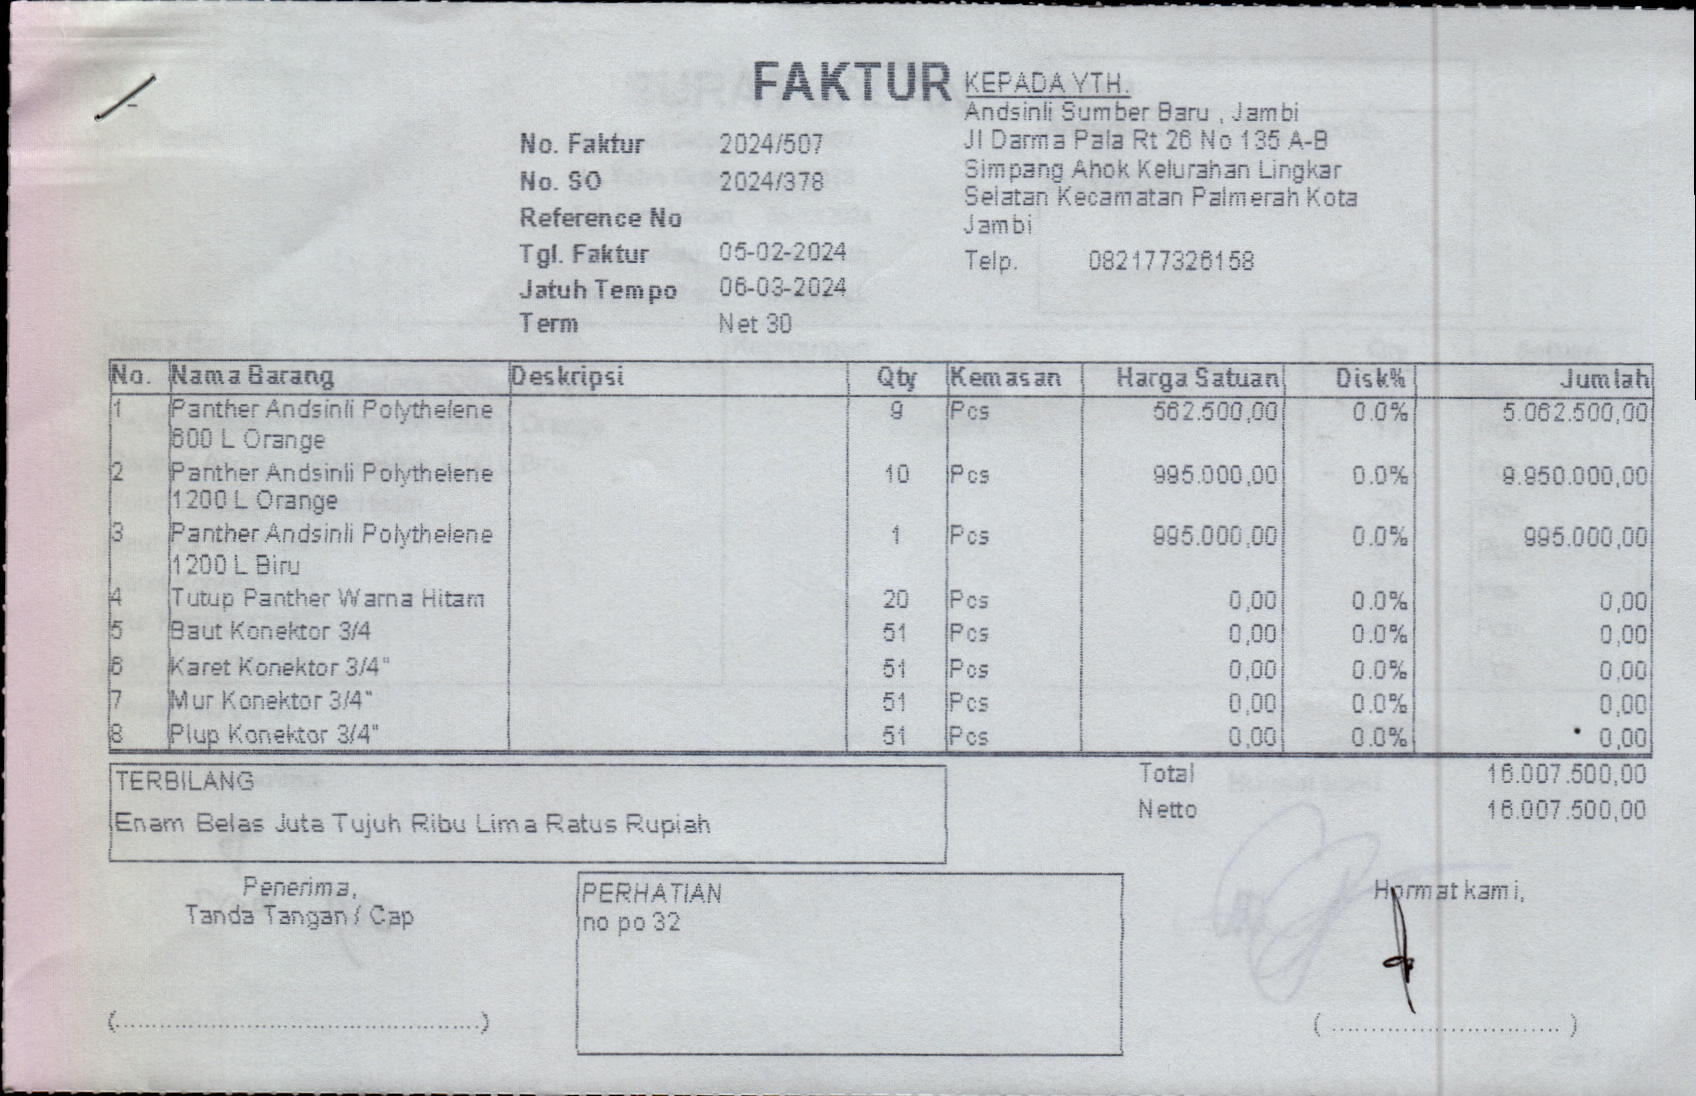 FAKTUR
No. Faktur 2024/507
No. SO 2024/378
Reference No
Tgl. Faktur 05-02-2024
Jatuh Tempo 06-03-2024
Term Net 30
KEPADA YTH.
Andsinli Sumber Baru , Jambi
Jl Darma Pala Rt 26 No 135 A-B
Simpang Ahok Kelurahan Lingkar
Selatan Kecamatan Palmerah Kota
Jambi
Telp. 082177326158
No. Nama Barang Deskripsi Qty Kemasan Harga Satuan Disk% Jumlah
1 Panther Andsinli Polythelene 9 Pcs 562.500,00 0.0% 5.062.500,00
600 L Orange
2 Panther Andsinli Polythelene 10 Pcs 995.000,00 0.0% 9.950.000,00
1200 L Orange
3 Panther Andsinli Polythelene 1 Pcs 995.000,00 0.0% 995.000,00
1200 L Biru
4 Tutup Panther Warna Hitam 20 Pcs 0,00 0.0% 0,00
5 Baut Konektor 3/4 51 Pcs 0,00 0.0% 0,00
6 Karet Konektor 3/4" 51 Pcs 0,00 0.0% 0,00
7 Mur Konektor 3/4" 51 Pcs 0,00 0.0% 0,00
8 Plup Konektor 3/4" 51 Pcs 0,00 0.0% 0,00
TERBILANG
Enam Belas Juta Tujuh Ribu Lima Ratus Rupiah
Total 16.007.500,00
Netto 16.007.500,00
Penerima,
Tanda Tangan / Cap
(................................................)
PERHATIAN
no po 32
Hormat kami,
( .............................. )